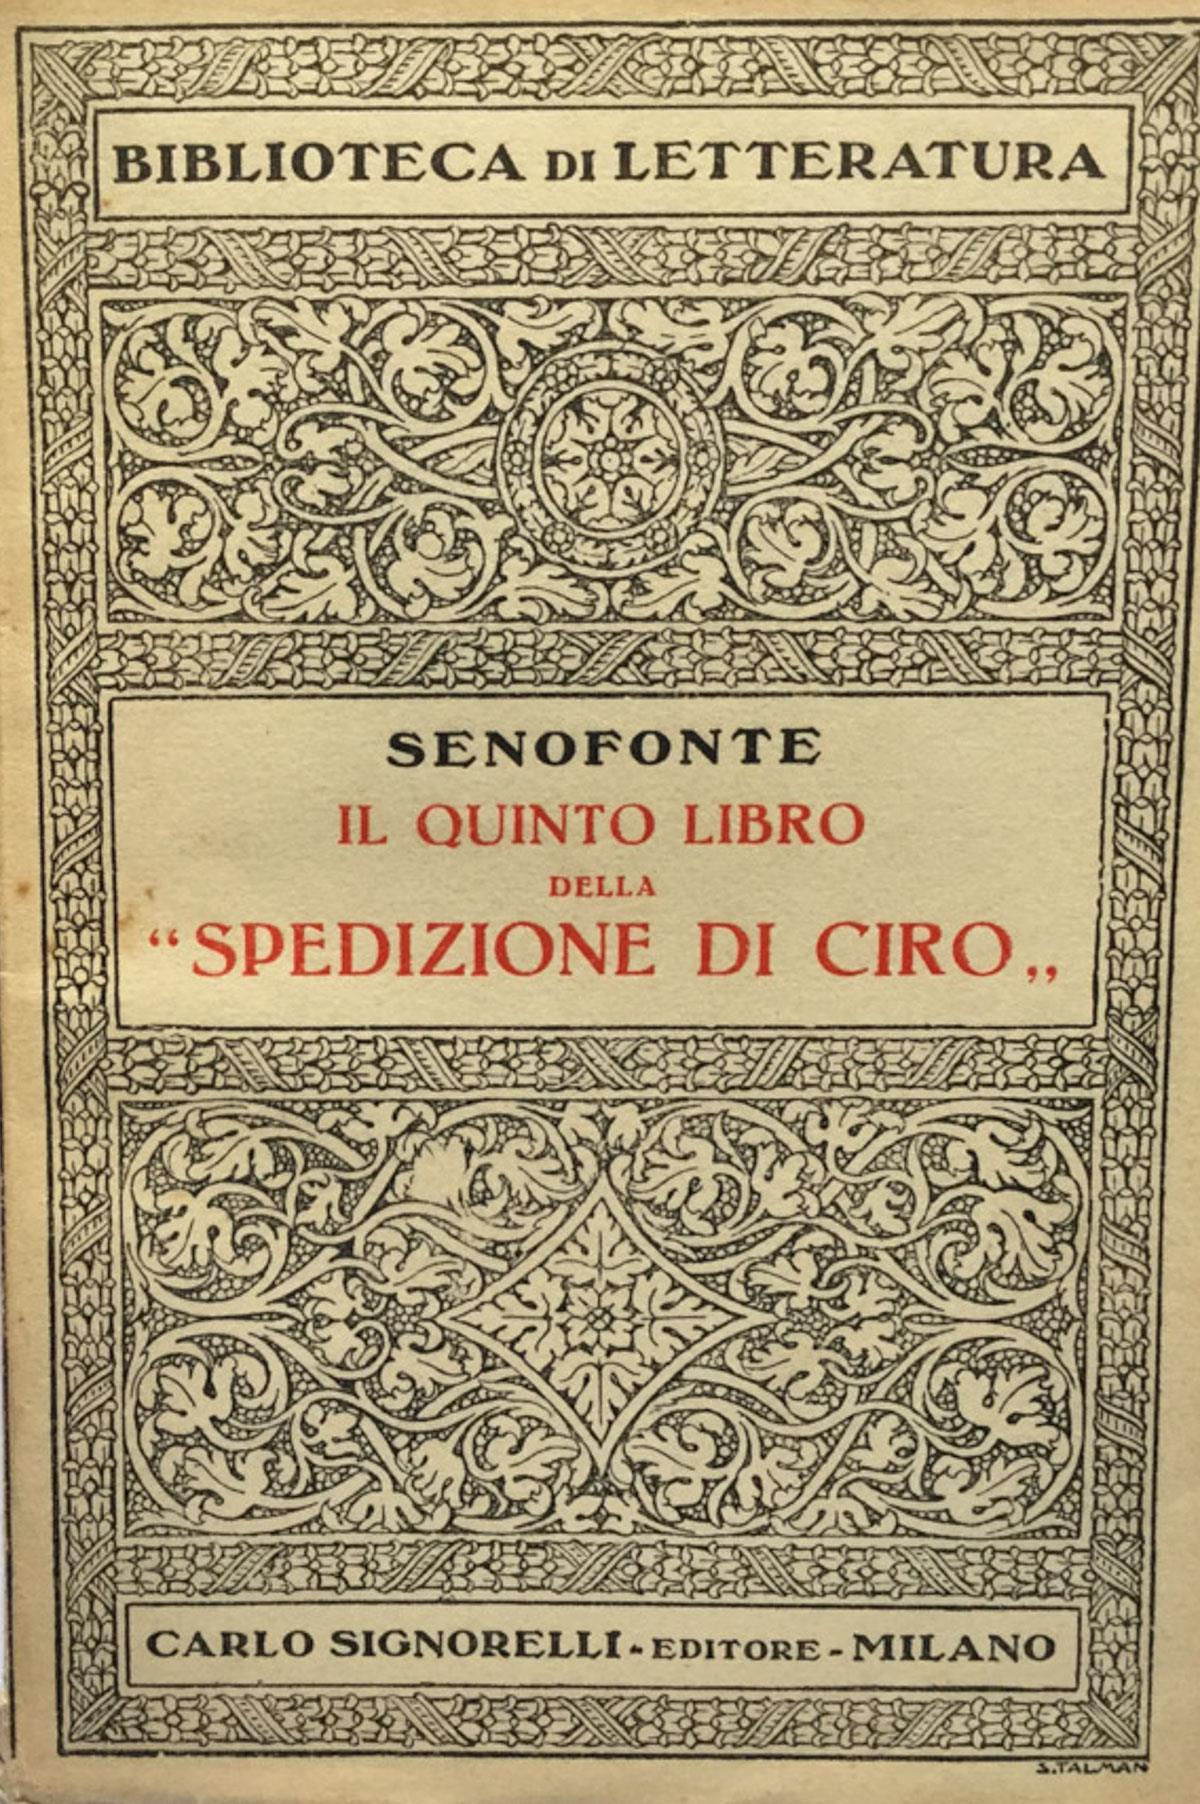 BIBLIOTECA DI LETTERATURA
SENOFONTE
IL QUINTO LIBRO
DELLA
“SPEDIZIONE DI CIRO„
CARLO SIGNORELLI - EDITORE - MILANO
S. TALMAN